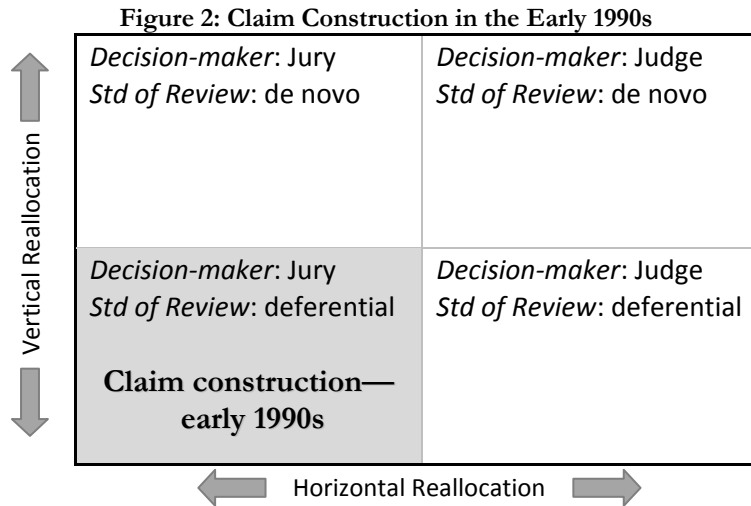 Figure 2: Claim Construction in the Early 1990s
Decision-maker: Jury
Std of Review: de novo
Decision-maker: Judge
Std of Review: de novo
Vertical Reallocation
Decision-maker: Jury
Std of Review: deferential
Claim construction—
early 1990s
Decision-maker: Judge
Std of Review: deferential
Horizontal Reallocation